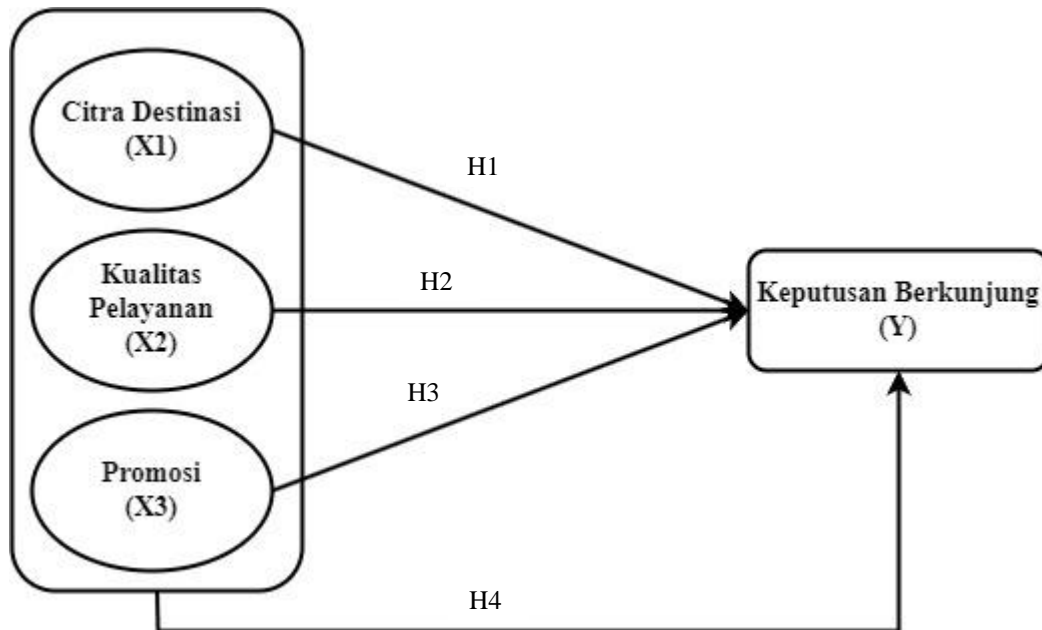 Citra Destinasi
(X1)
H1
Kualitas
Pelayanan
(X2)
H2
Keputusan Berkunjung
(Y)
H3
Promosi
(X3)
H4